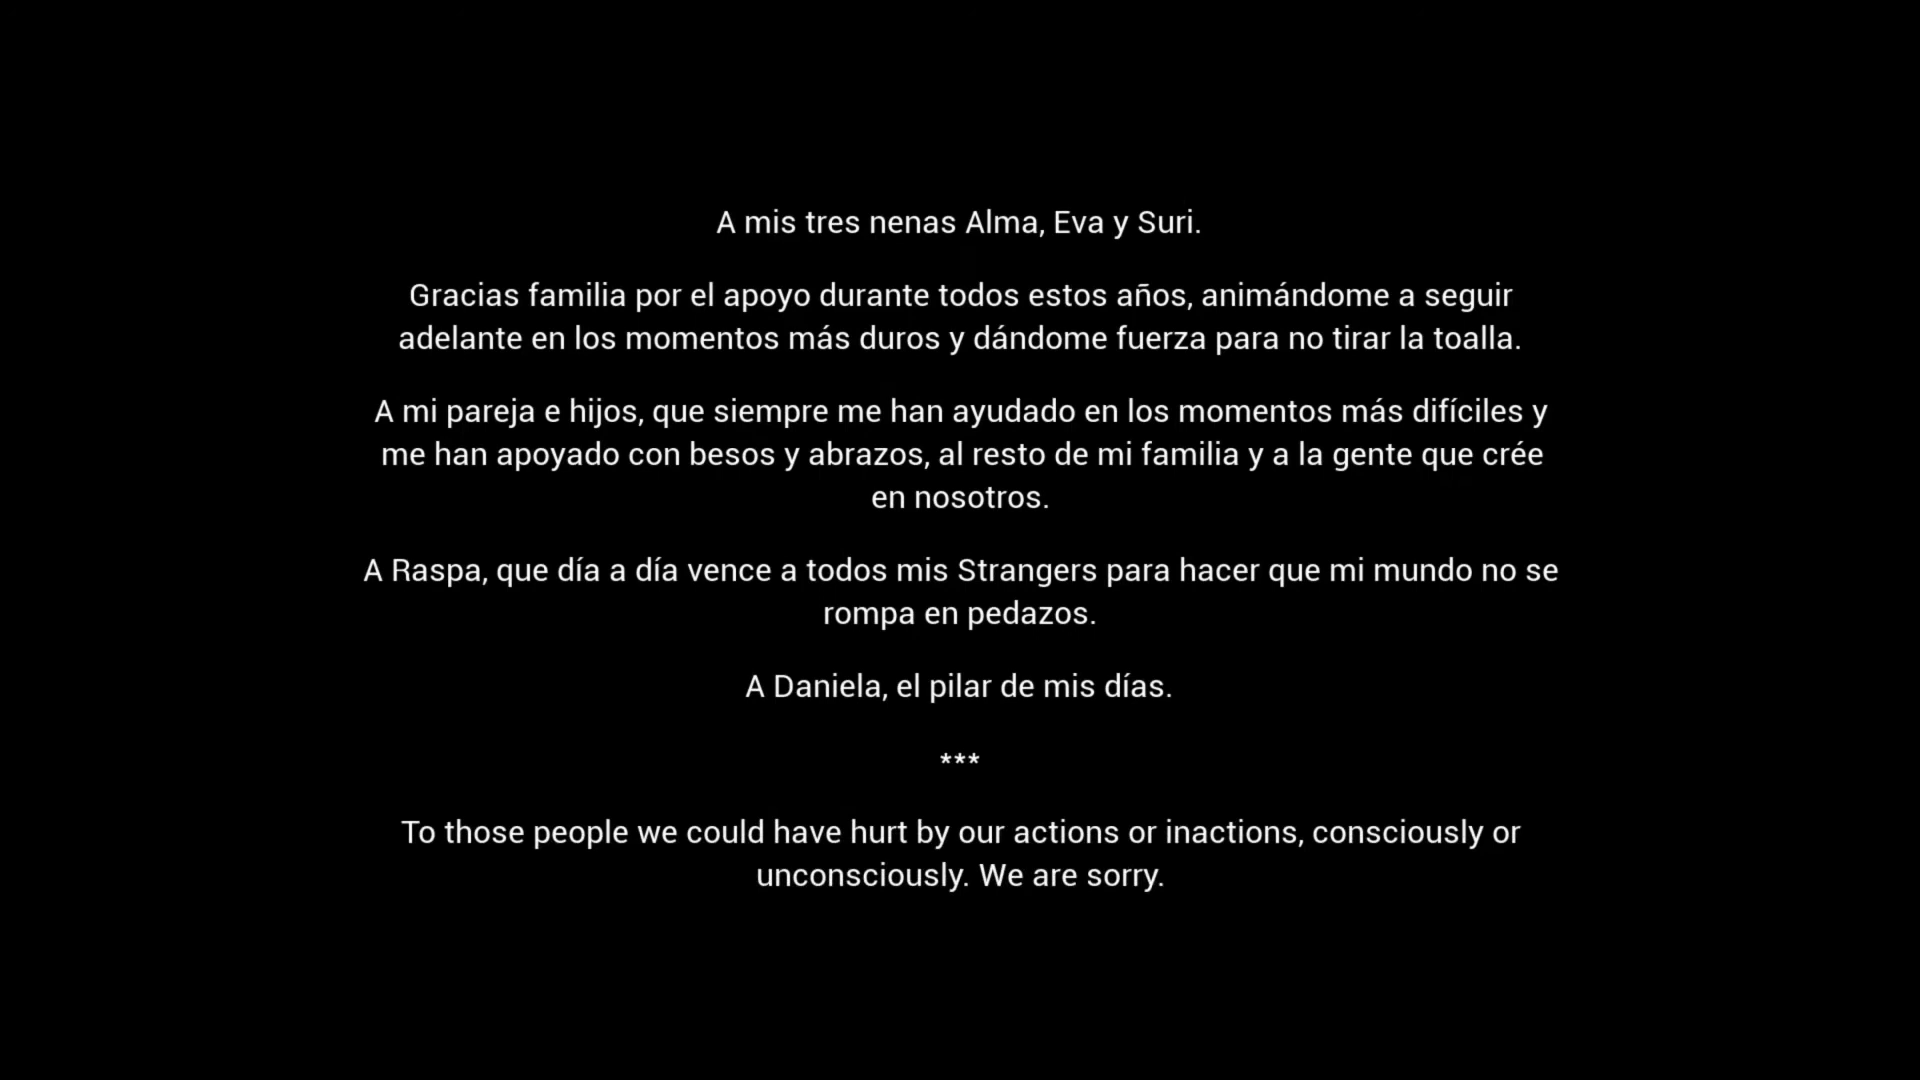 A mis tres nenas Alma, Eva y Suri.
Gracias familia por el apoyo durante todos estos años, animándome a seguir
adelante en los momentos más duros y dándome fuerza para no tirar la toalla.
A mi pareja e hijos, que siempre me han ayudado en los momentos más difíciles y
me han apoyado con besos y abrazos, al resto de mi familia y a la gente que crée
en nosotros.
A Raspa, que día a día vence a todos mis Strangers para hacer que mi mundo no se
rompa en pedazos.
A Daniela, el pilar de mis días.
***
To those people we could have hurt by our actions or inactions, consciously or
unconsciously. We are sorry.